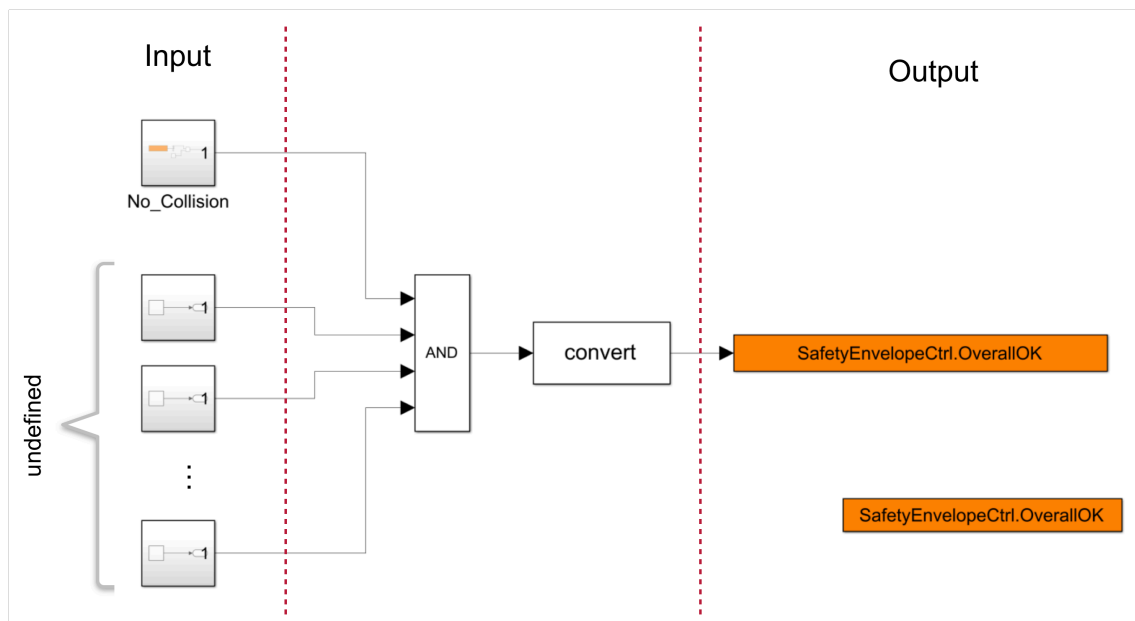 Input
Output
1
No_Collision
1
1
⋮
1
undefined
AND
convert
SafetyEnvelopeCtrl.OverallOK
SafetyEnvelopeCtrl.OverallOK